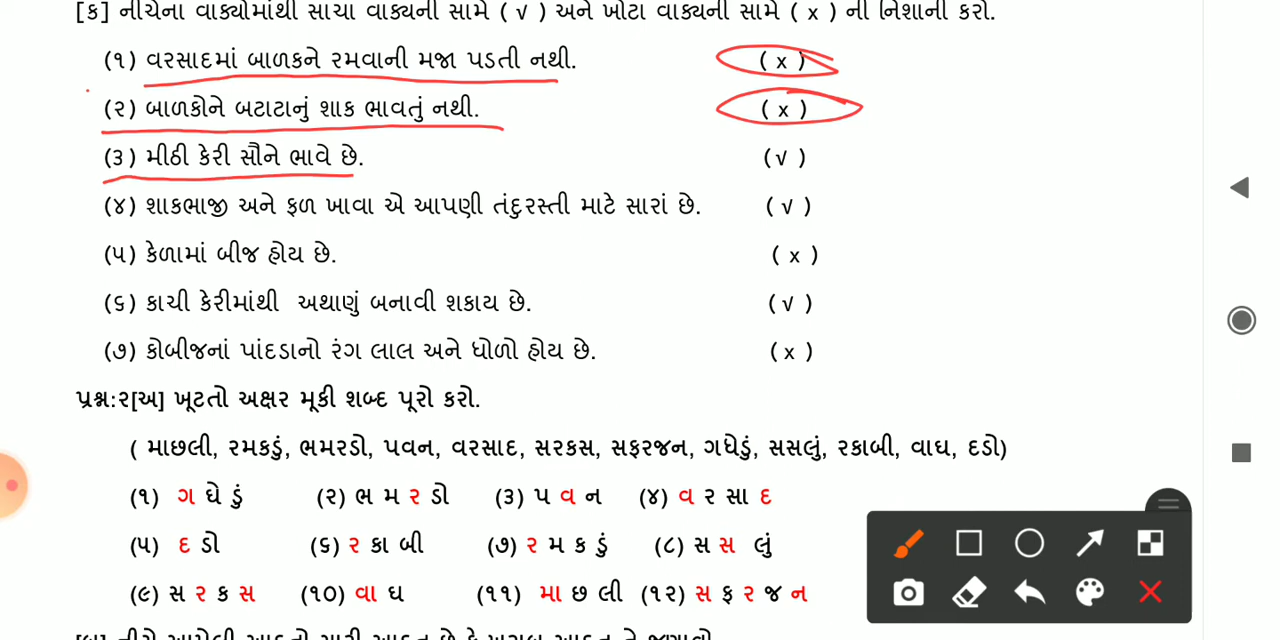 [ક] નીચેના વાક્યોમાંથી સાચા વાક્યની સામે ( √ ) અને ખોટા વાક્યની સામે ( x ) ની નિશાની કરો.
(૧) વરસાદમાં બાળકને રમવાની મજા પડતી નથી. ( x )
(૨) બાળકોને બટાટાનું શાક ભાવતું નથી. ( x )
(૩) મીઠી કેરી સૌને ભાવે છે. ( √ )
(૪) શાકભાજી અને ફળ ખાવા એ આપણી તંદુરસ્તી માટે સારાં છે. ( √ )
(૫) કેળામાં બીજ હોય છે. ( x )
(૬) કાચી કેરીમાંથી અથાણું બનાવી શકાય છે. ( √ )
(૭) કોબીજનાં પાંદડાનો રંગ લાલ અને ધોળો હોય છે. ( x )
પ્રશ્ન:૨[અ] ખૂટતો અક્ષર મૂકી શબ્દ પૂરો કરો.
( માછલી, રમકડું, ભમરડો, પવન, વરસાદ, સરકસ, સફરજન, ગધેડું, સસલું, રકાબી, વાઘ, દડો)
(૧) ગ ધે ડું (૨) ભ મ ર ડો (૩) પ વ ન (૪) વ ર સા દ
(૫) દ ડો (૬) ર કા બી (૭) ર મ ક ડું (૮) સ સ લું
(૯) સ ર ક સ (૧૦) વા ઘ (૧૧) મા છ લી (૧૨) સ ફ ર જ ન